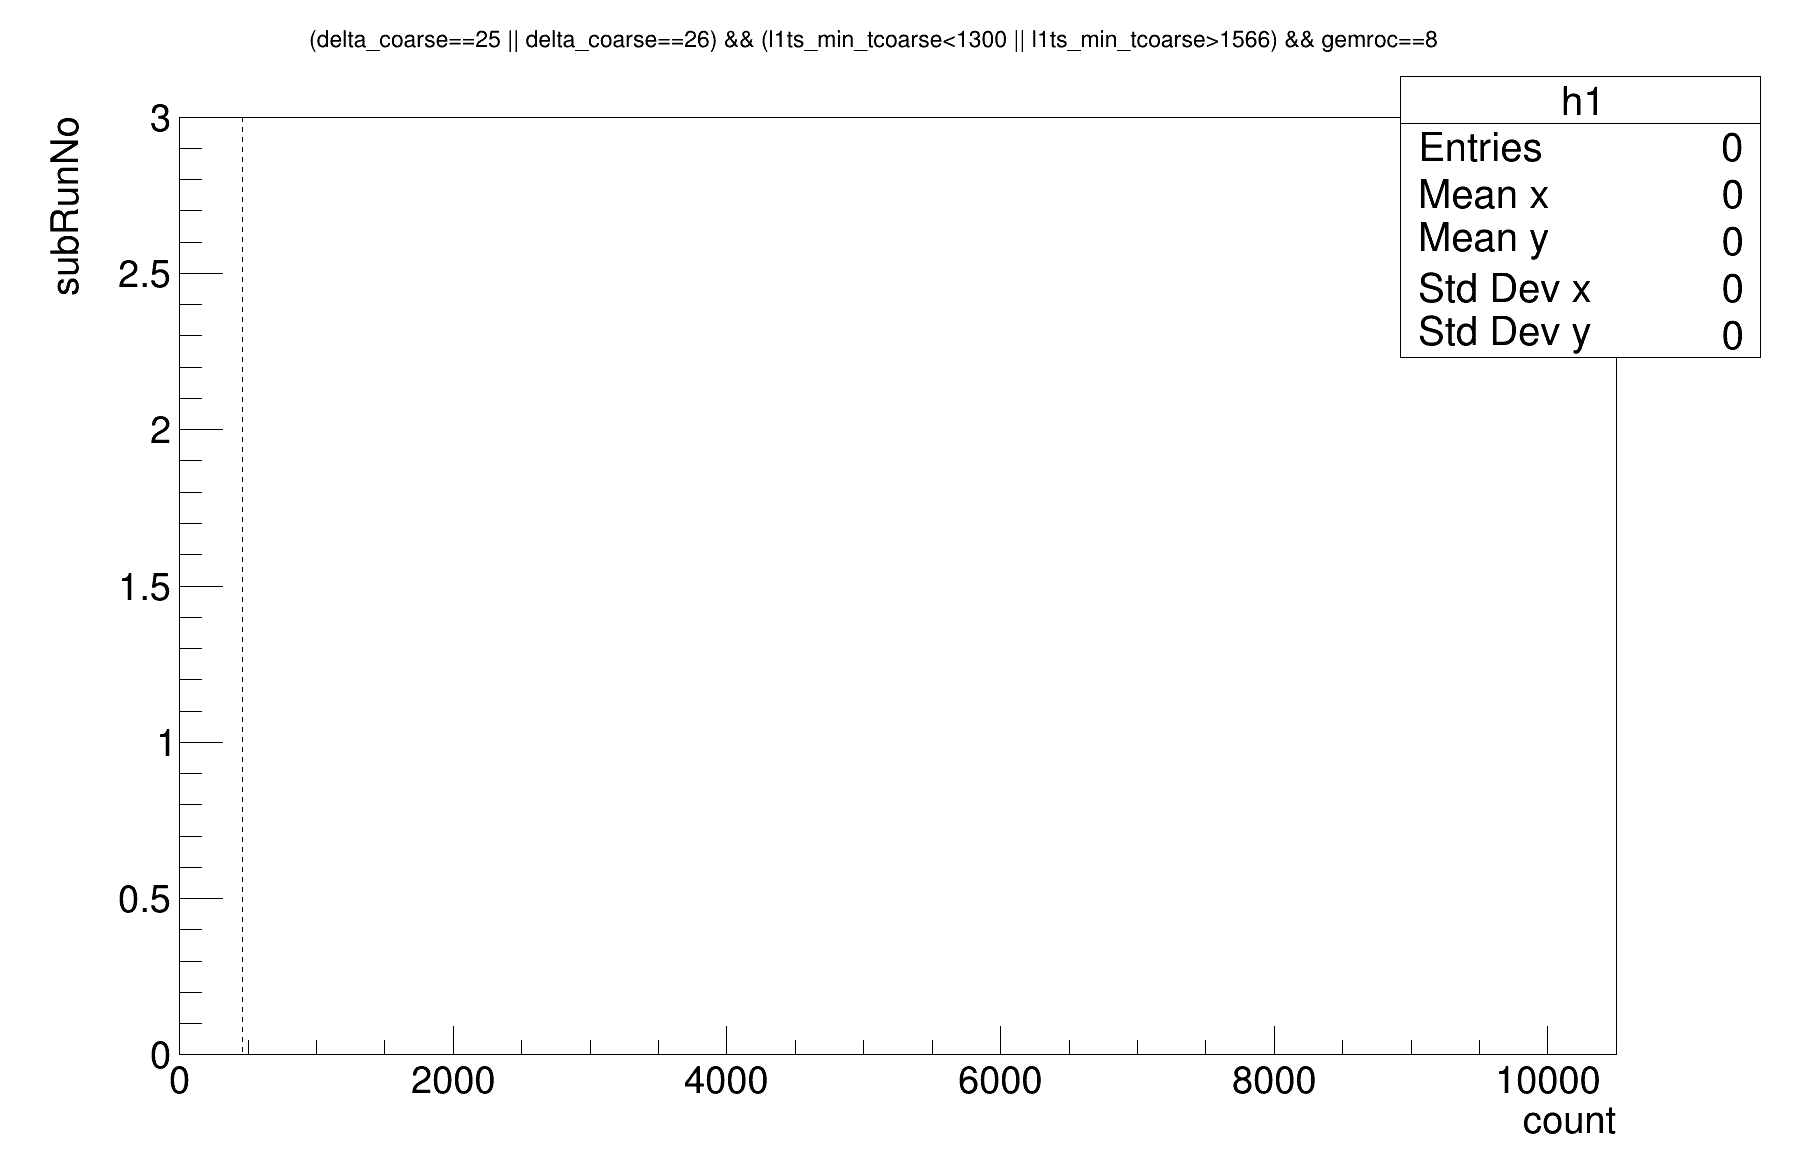 (delta_coarse==25 || delta_coarse==26) && (l1ts_min_tcoarse<1300 || l1ts_min_tcoarse>1566) && gemroc==8
h1
Entries 0
Mean x 0
Mean y 0
Std Dev x 0
Std Dev y 0
subRunNo
3
2.5
2
1.5
1
0.5
0
0 2000 4000 6000 8000 10000
count